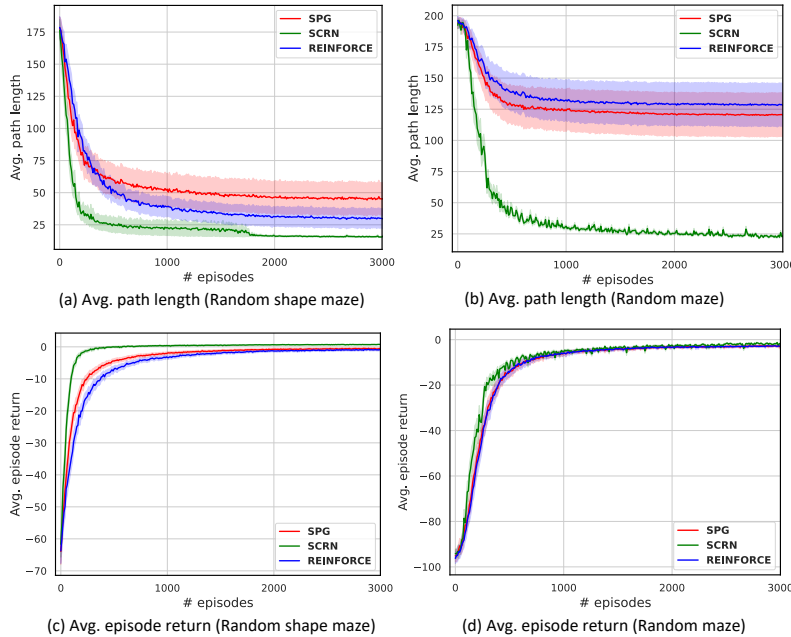 SPG
SCRN
REINFORCE
175
150
125
100
75
50
25
Avg. path length
0
1000
2000
3000
# episodes
(a) Avg. path length (Random shape maze)
SPG
SCRN
REINFORCE
200
175
150
125
100
75
50
25
Avg. path length
0
1000
2000
3000
# episodes
(b) Avg. path length (Random maze)
0
−10
−20
−30
−40
−50
−60
−70
Avg. episode return
SPG
SCRN
REINFORCE
0
1000
2000
3000
# episodes
(c) Avg. episode return (Random shape maze)
0
−20
−40
−60
−80
−100
Avg. episode return
SPG
SCRN
REINFORCE
0
1000
2000
3000
# episodes
(d) Avg. episode return (Random maze)